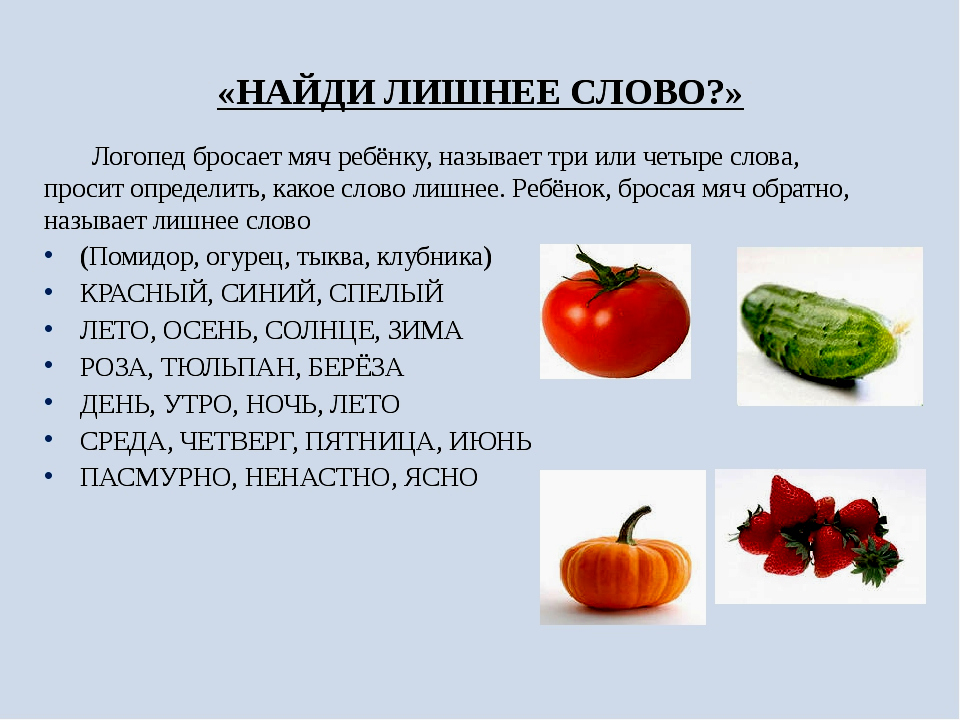 «НАЙДИ ЛИШНЕЕ СЛОВО?»
Логопед бросает мяч ребёнку, называет три или четыре слова,
просит определить, какое слово лишнее. Ребёнок, бросая мяч обратно,
называет лишнее слово
• (Помидор, огурец, тыква, клубника)
• КРАСНЫЙ, СИНИЙ, СПЕЛЫЙ
• ЛЕТО, ОСЕНЬ, СОЛНЦЕ, ЗИМА
• РОЗА, ТЮЛЬПАН, БЕРЁЗА
• ДЕНЬ, УТРО, НОЧЬ, ЛЕТО
• СРЕДА, ЧЕТВЕРГ, ПЯТНИЦА, ИЮНЬ
• ПАСМУРНО, НЕНАСТНО, ЯСНО